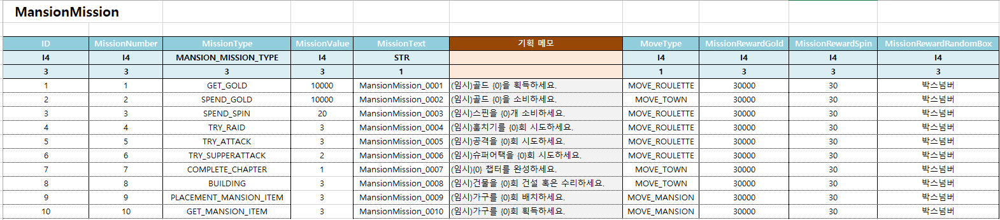 MansionMission
ID MissionNumber MissionType MissionValue MissionText 기획 메모 MoveType MissionRewardGold MissionRewardSpin MissionRewardRandomBox
I4 I4 MANSION_MISSION_TYPE I4 STR I4 I4 I4 I4
3 3 3 3 1 1 3 3 3
1 1 GET_GOLD 10000 MansionMission_0001 (임시)골드 {0}을 획득하세요. MOVE_ROULETTE 30000 30 박스넘버
2 2 SPEND_GOLD 10000 MansionMission_0002 (임시)골드 {0}을 소비하세요. MOVE_TOWN 30000 30 박스넘버
3 3 SPEND_SPIN 20 MansionMission_0003 (임시)스핀을 {0}개 소비하세요. MOVE_ROULETTE 30000 30 박스넘버
4 4 TRY_RAID 3 MansionMission_0004 (임시)훔치기를 {0}회 시도하세요. MOVE_ROULETTE 30000 30 박스넘버
5 5 TRY_ATTACK 3 MansionMission_0005 (임시)공격을 {0}회 시도하세요. MOVE_ROULETTE 30000 30 박스넘버
6 6 TRY_SUPPERATTACK 2 MansionMission_0006 (임시)슈퍼어택을 {0}회 시도하세요. MOVE_ROULETTE 30000 30 박스넘버
7 7 COMPLETE_CHAPTER 1 MansionMission_0007 (임시){0} 챕터를 완성하세요. MOVE_TOWN 30000 30 박스넘버
8 8 BUILDING 3 MansionMission_0008 (임시)건물을 {0}회 건설 혹은 수리하세요. MOVE_TOWN 30000 30 박스넘버
9 9 PLACEMENT_MANSION_ITEM 3 MansionMission_0009 (임시)가구를 {0}회 배치하세요. MOVE_MANSION 30000 30 박스넘버
10 10 GET_MANSION_ITEM 3 MansionMission_0010 (임시)가구를 {0}회 획득하세요. MOVE_MANSION 30000 30 박스넘버